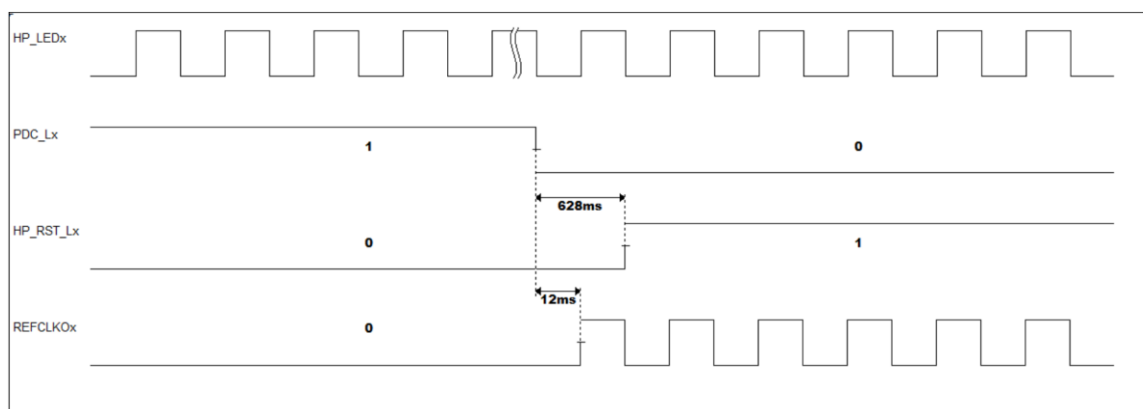 HP_LEDx
PDC_Lx
1
0
628ms
HP_RST_Lx
0
1
12ms
REFCLKOx
0